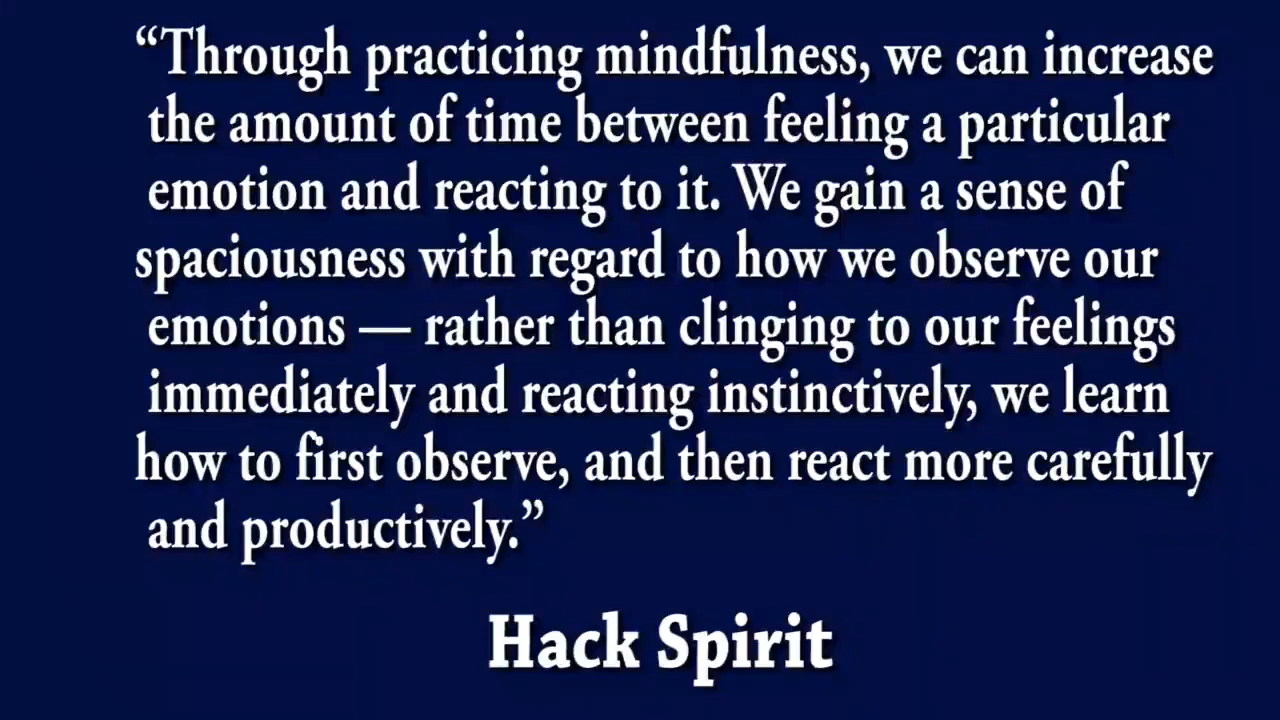 “Through practicing mindfulness, we can increase
the amount of time between feeling a particular
emotion and reacting to it. We gain a sense of
spaciousness with regard to how we observe our
emotions — rather than clinging to our feelings
immediately and reacting instinctively, we learn
how to first observe, and then react more carefully
and productively.”
Hack Spirit